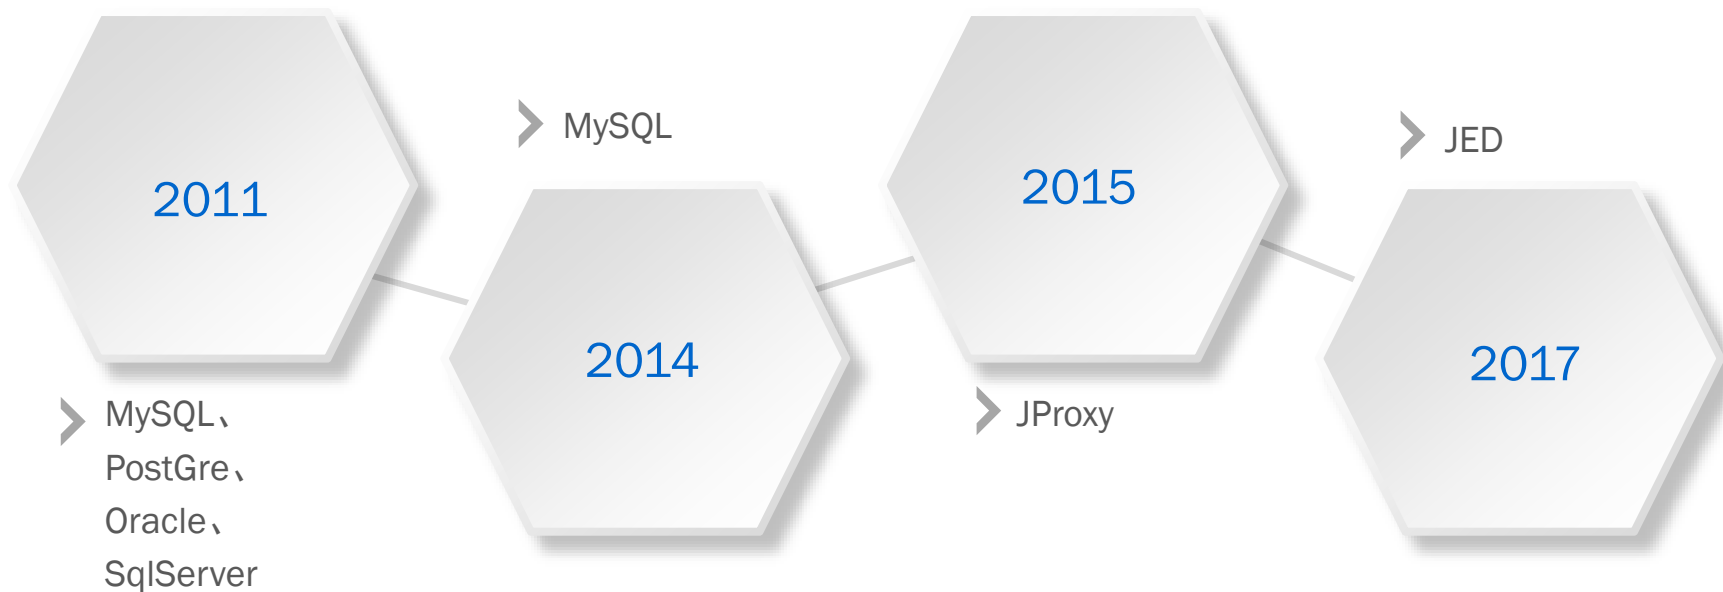 2011
MySQL、
PostGre、
Oracle、
SqlServer
MySQL
2014
2015
JProxy
JED
2017